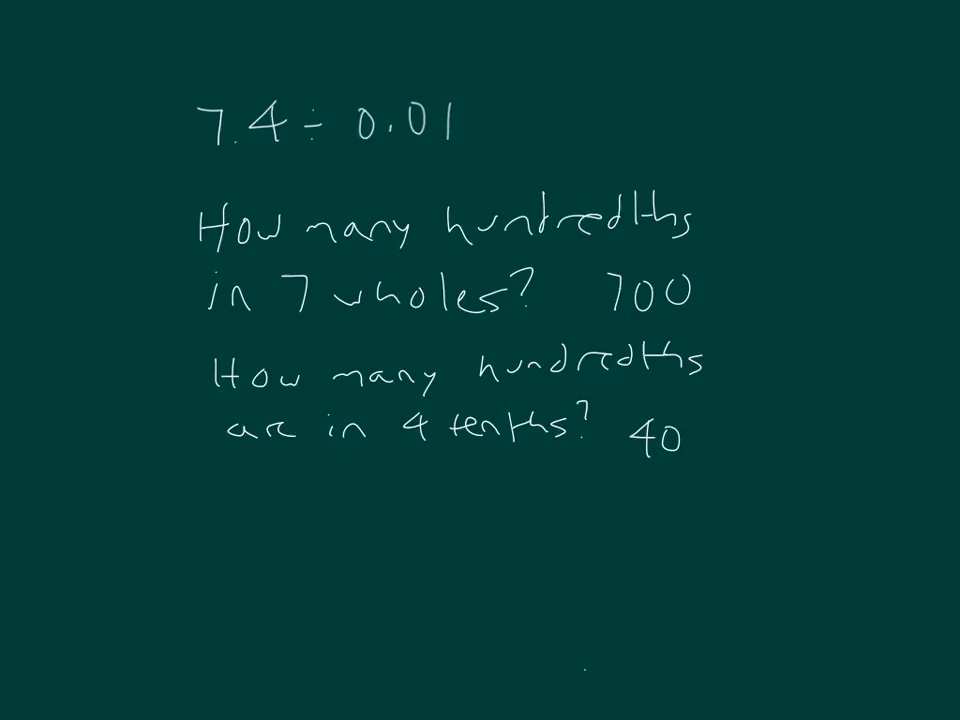 7.4 ÷ 0.01
How many hundredths
in 7 wholes? 700
How many hundredths
are in 4 tenths? 40